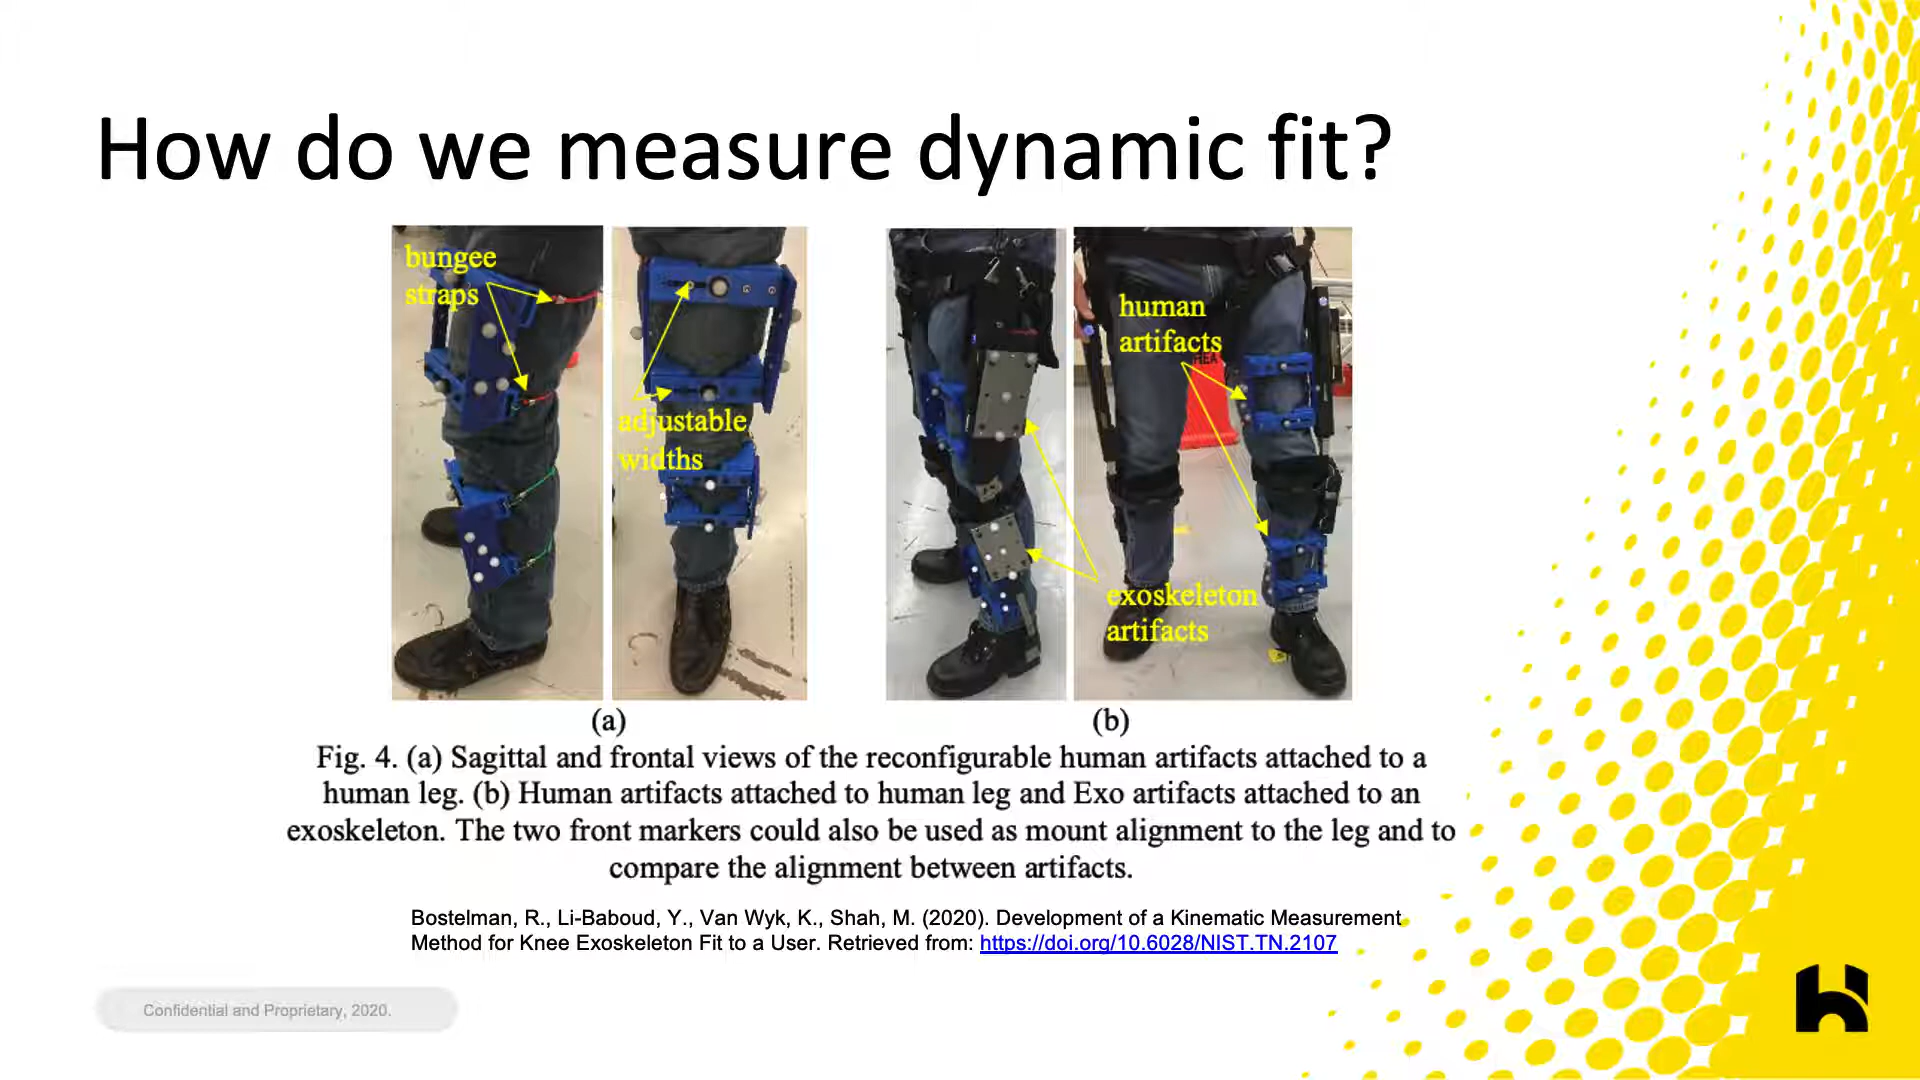 How do we measure dynamic fit?
bungee
straps
adjustable
widths
human
artifacts
exoskeleton
artifacts
(a)
(b)
Fig. 4. (a) Sagittal and frontal views of the reconfigurable human artifacts attached to a
human leg. (b) Human artifacts attached to human leg and Exo artifacts attached to an
exoskeleton. The two front markers could also be used as mount alignment to the leg and to
compare the alignment between artifacts.
Bostelman, R., Li-Baboud, Y., Van Wyk, K., Shah, M. (2020). Development of a Kinematic Measurement
Method for Knee Exoskeleton Fit to a User. Retrieved from: https://doi.org/10.6028/NIST.TN.2107
Confidential and Proprietary, 2020.